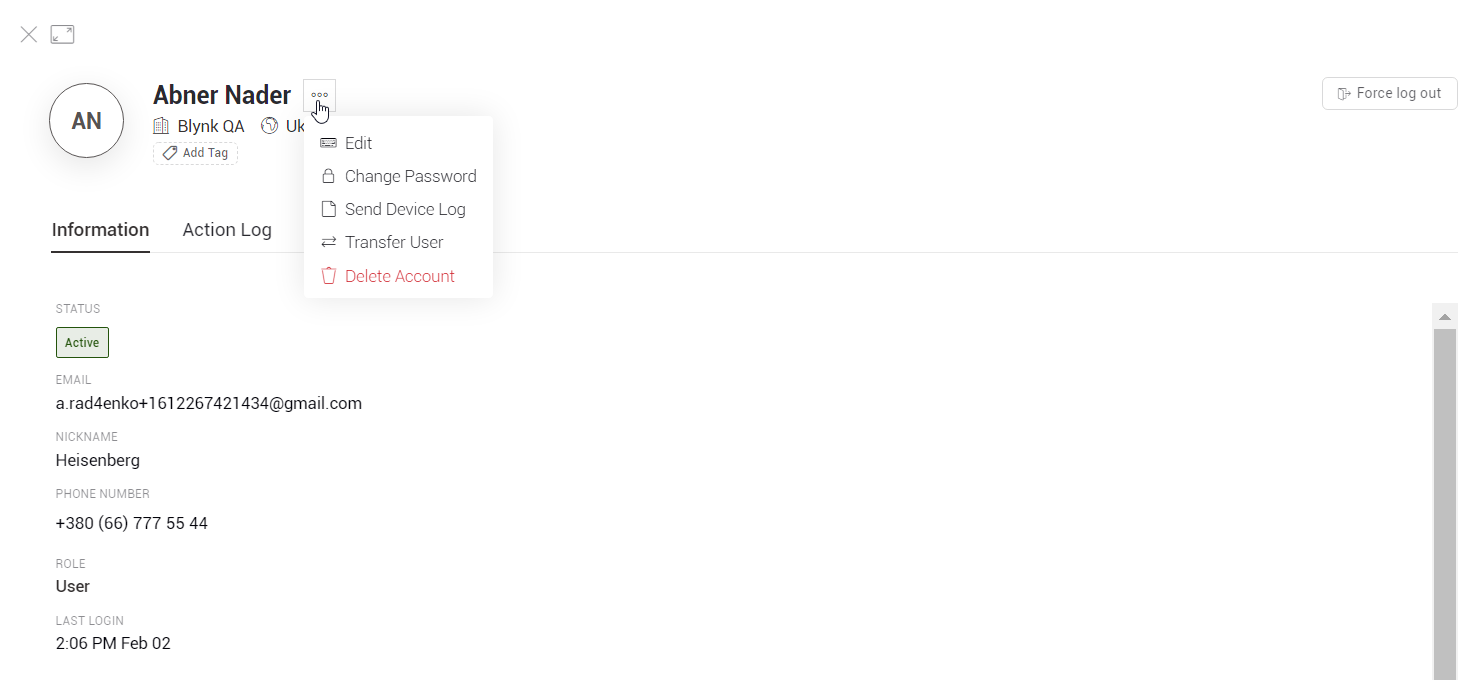 Force log out
AN
Abner Nader
Blynk QA Uk
Add Tag
Edit
Change Password
Send Device Log
Transfer User
Delete Account
Information Action Log
STATUS
Active
EMAIL
a.rad4enko+1612267421434@gmail.com
NICKNAME
Heisenberg
PHONE NUMBER
+380 (66) 777 55 44
ROLE
User
LAST LOGIN
2:06 PM Feb 02